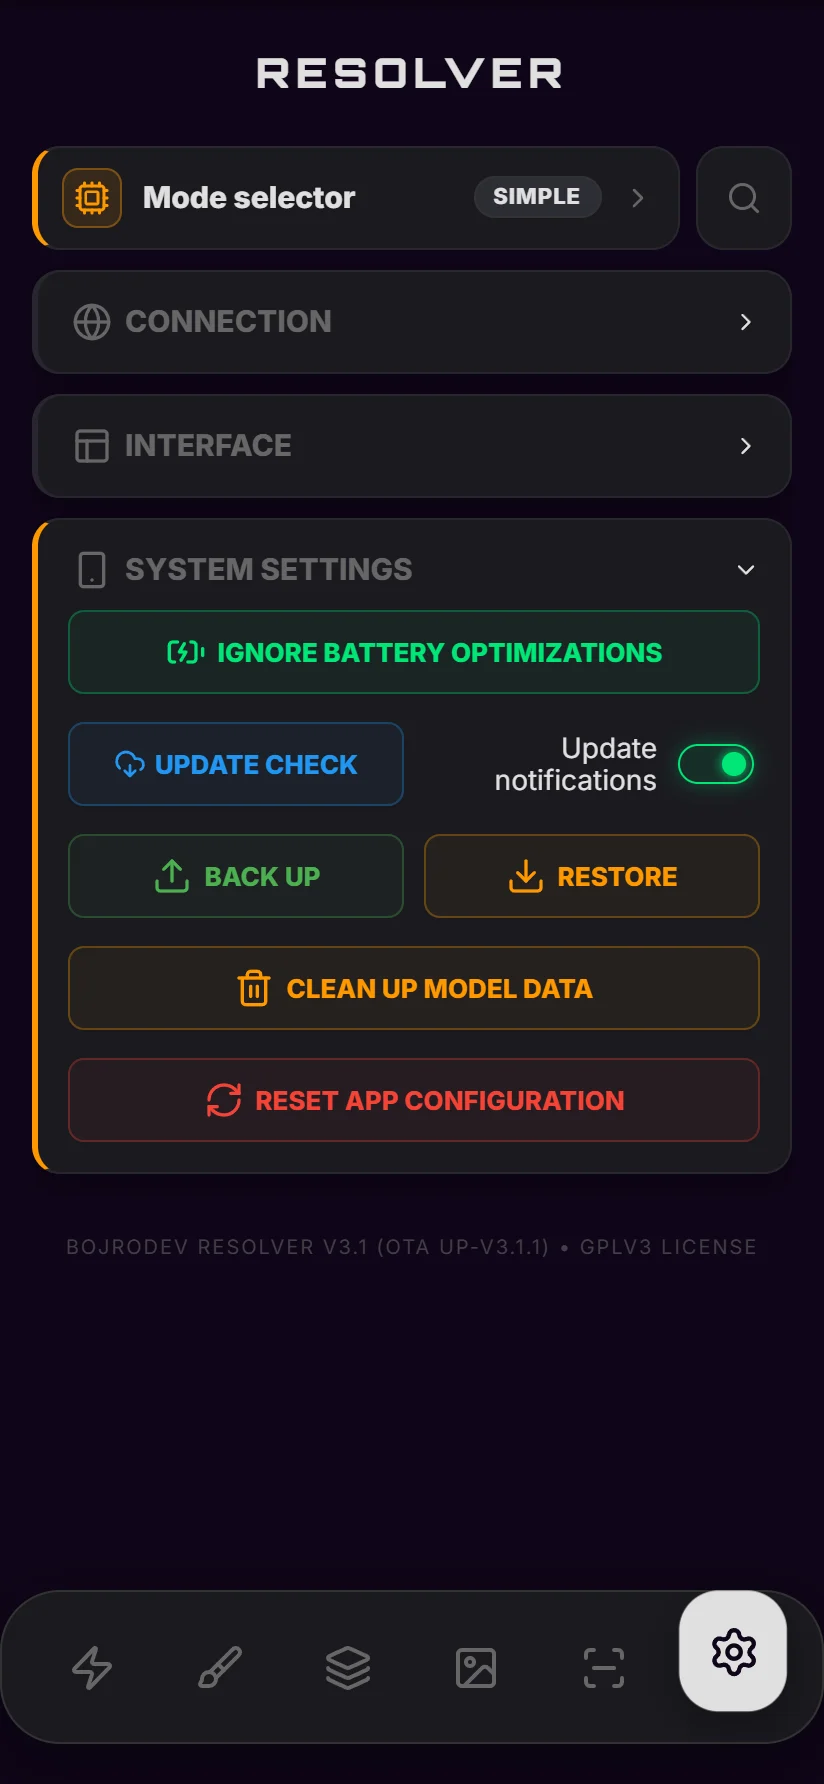 RESOLVER
Mode selector
SIMPLE
CONNECTION
INTERFACE
SYSTEM SETTINGS
IGNORE BATTERY OPTIMIZATIONS
UPDATE CHECK
Update
notifications
BACK UP
RESTORE
CLEAN UP MODEL DATA
RESET APP CONFIGURATION
BOJRODEV RESOLVER V3.1 (OTA UP-V3.1.1) • GPLV3 LICENSE